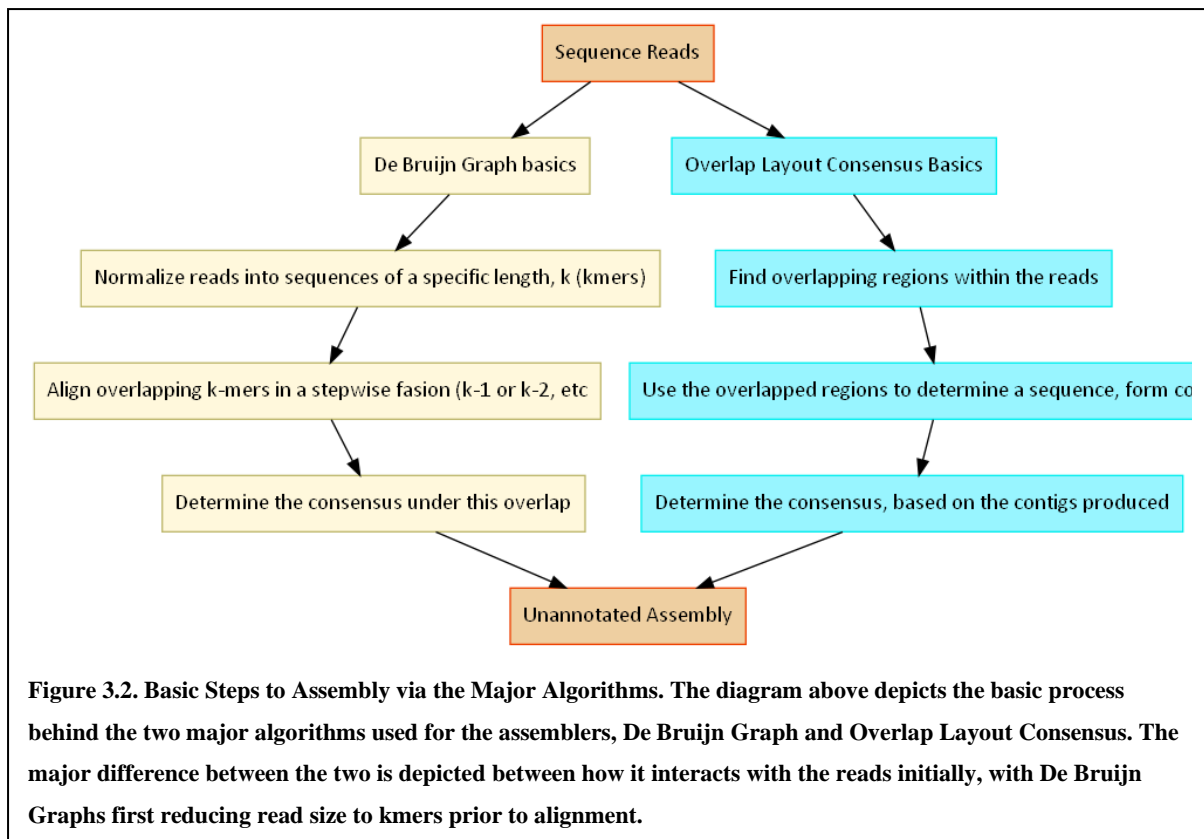 Sequence Reads
De Bruijn Graph basics
Overlap Layout Consensus Basics
Normalize reads into sequences of a specific length, k (kmers)
Find overlapping regions within the reads
Align overlapping k-mers in a stepwise fasion (k-1 or k-2, etc
Use the overlapped regions to determine a sequence, form co
Determine the consensus under this overlap
Determine the consensus, based on the contigs produced
Unannotated Assembly
Figure 3.2. Basic Steps to Assembly via the Major Algorithms. The diagram above depicts the basic process
behind the two major algorithms used for the assemblers, De Bruijn Graph and Overlap Layout Consensus. The
major difference between the two is depicted between how it interacts with the reads initially, with De Bruijn
Graphs first reducing read size to kmers prior to alignment.